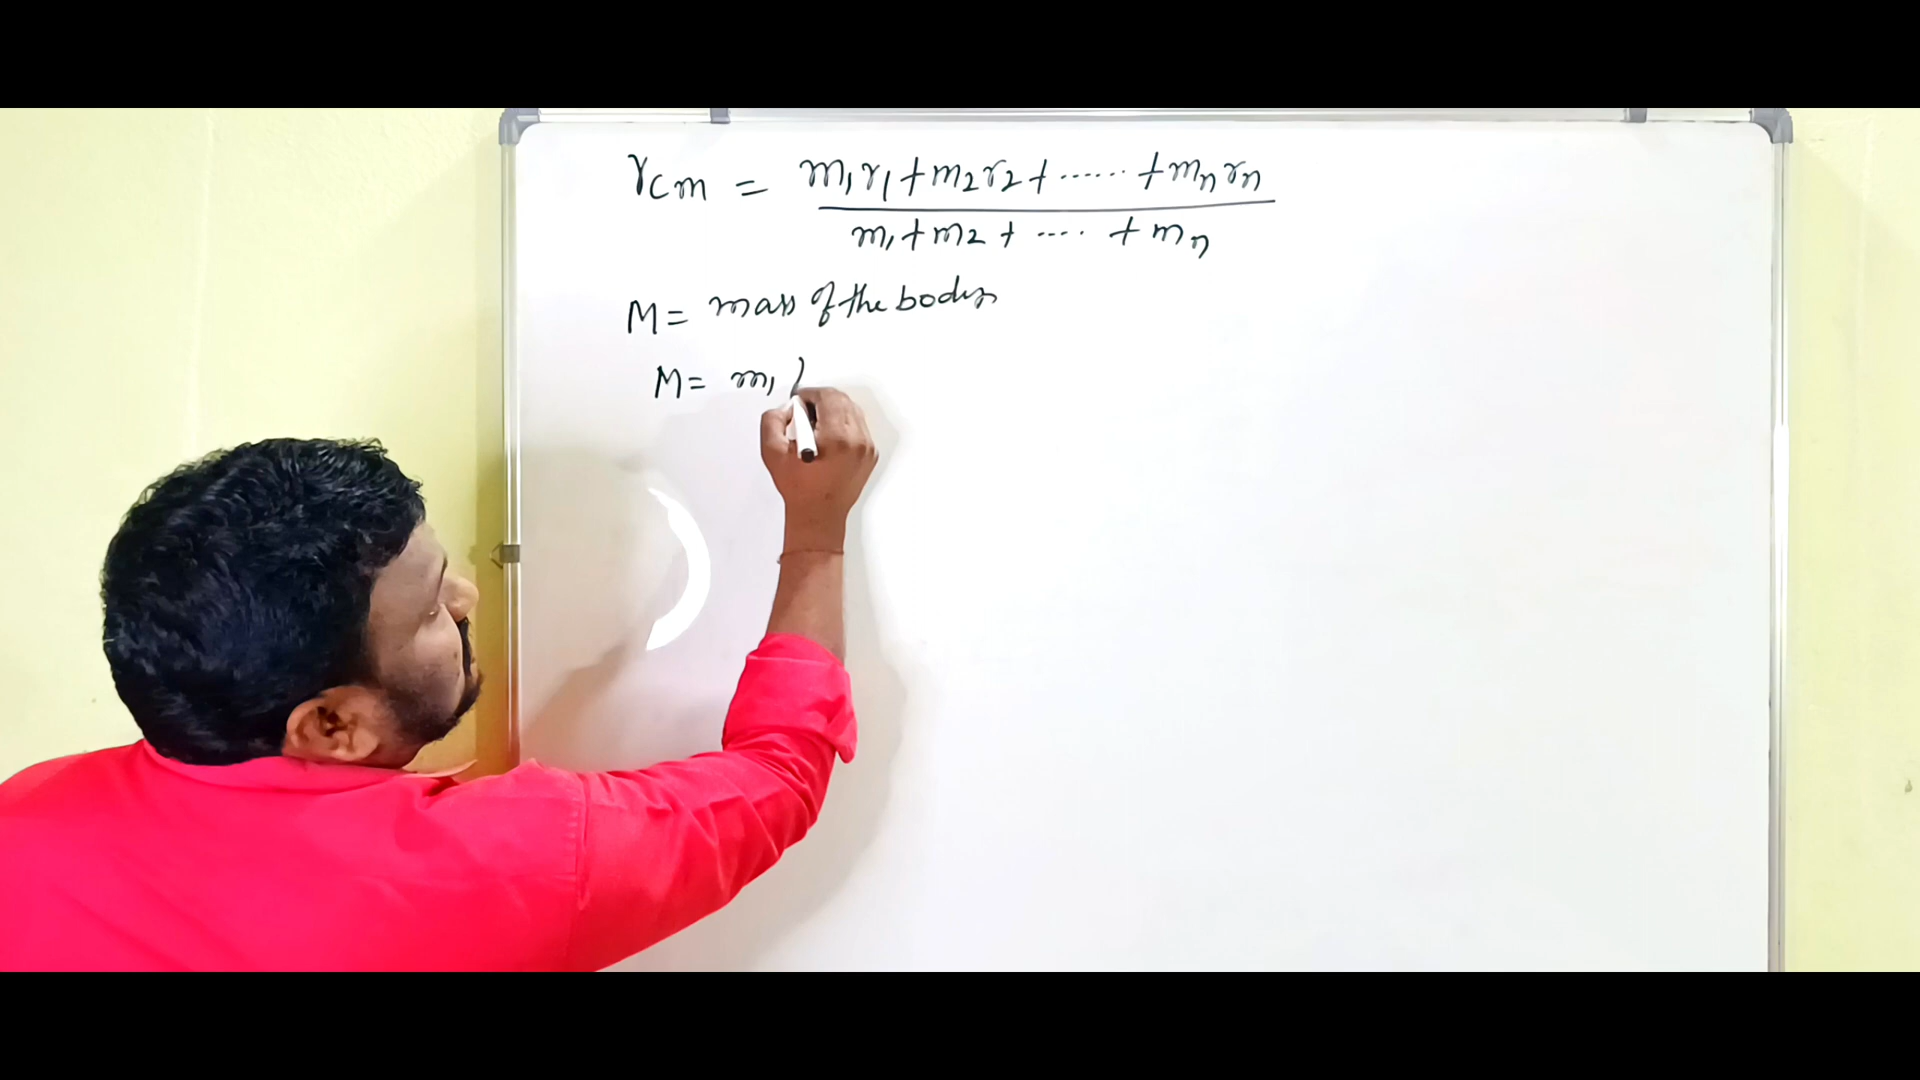 rcm = m1r1+m2r2+......+mnrn
m1+m2+....+mn
M= mass of the body
M= m1